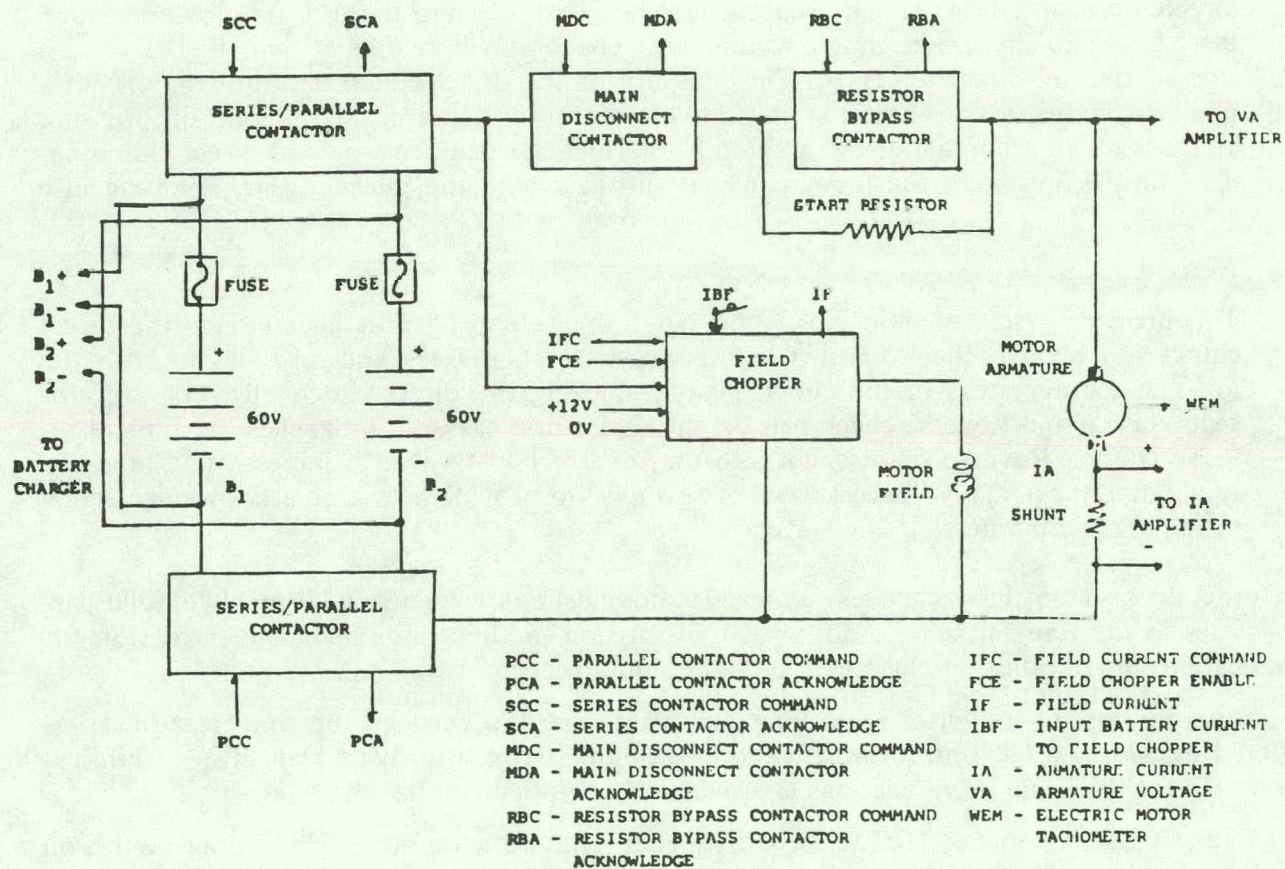 SCC SCA MDC MDA RBC RBA
SERIES/PARALLEL
CONTACTOR
MAIN
DISCONNECT
CONTACTOR
RESISTOR
BYPASS
CONTACTOR
TO VA
AMPLIFIER
START RESISTOR
B1 +
B1 -
B2 +
B2 -
TO
BATTERY
CHARGER
FUSE
FUSE
+
60V
-
B1
+
60V
-
B2
IBF IF
IFC
FCE
+12V
0V
FIELD
CHOPPER
MOTOR
FIELD
MOTOR
ARMATURE
WEM
IA
SHUNT
+
TO IA
AMPLIFIER
-
SERIES/PARALLEL
CONTACTOR
PCC PCA
PCC - PARALLEL CONTACTOR COMMAND
PCA - PARALLEL CONTACTOR ACKNOWLEDGE
SCC - SERIES CONTACTOR COMMAND
SCA - SERIES CONTACTOR ACKNOWLEDGE
MDC - MAIN DISCONNECT CONTACTOR COMMAND
MDA - MAIN DISCONNECT CONTACTOR
ACKNOWLEDGE
RBC - RESISTOR BYPASS CONTACTOR COMMAND
RBA - RESISTOR BYPASS CONTACTOR
ACKNOWLEDGE
IFC - FIELD CURRENT COMMAND
FCE - FIELD CHOPPER ENABLE
IF - FIELD CURRENT
IBF - INPUT BATTERY CURRENT
TO FIELD CHOPPER
IA - ARMATURE CURRENT
VA - ARMATURE VOLTAGE
WEM - ELECTRIC MOTOR
TACHOMETER